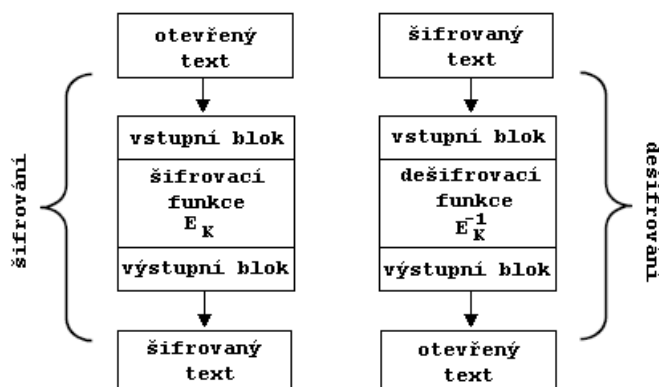 šifrování
otevřený
text
vstupní blok
šifrovací
funkce
E K
výstupní blok
šifrovaný
text
šifrovaný
text
vstupní blok
dešifrovací
funkce
E -1 K
výstupní blok
otevřený
text
dešifrování